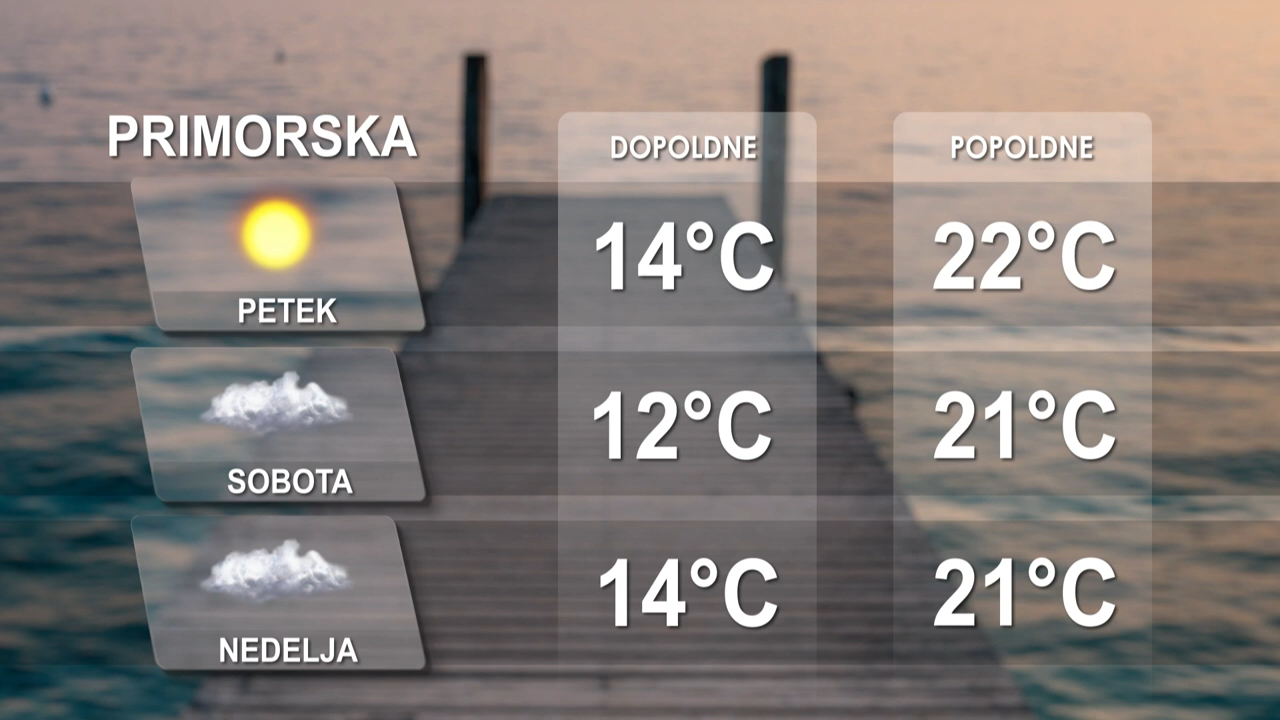 PRIMORSKA
DOPOLDNE
POPOLDNE
PETEK
14°C
22°C
SOBOTA
12°C
21°C
NEDELJA
14°C
21°C